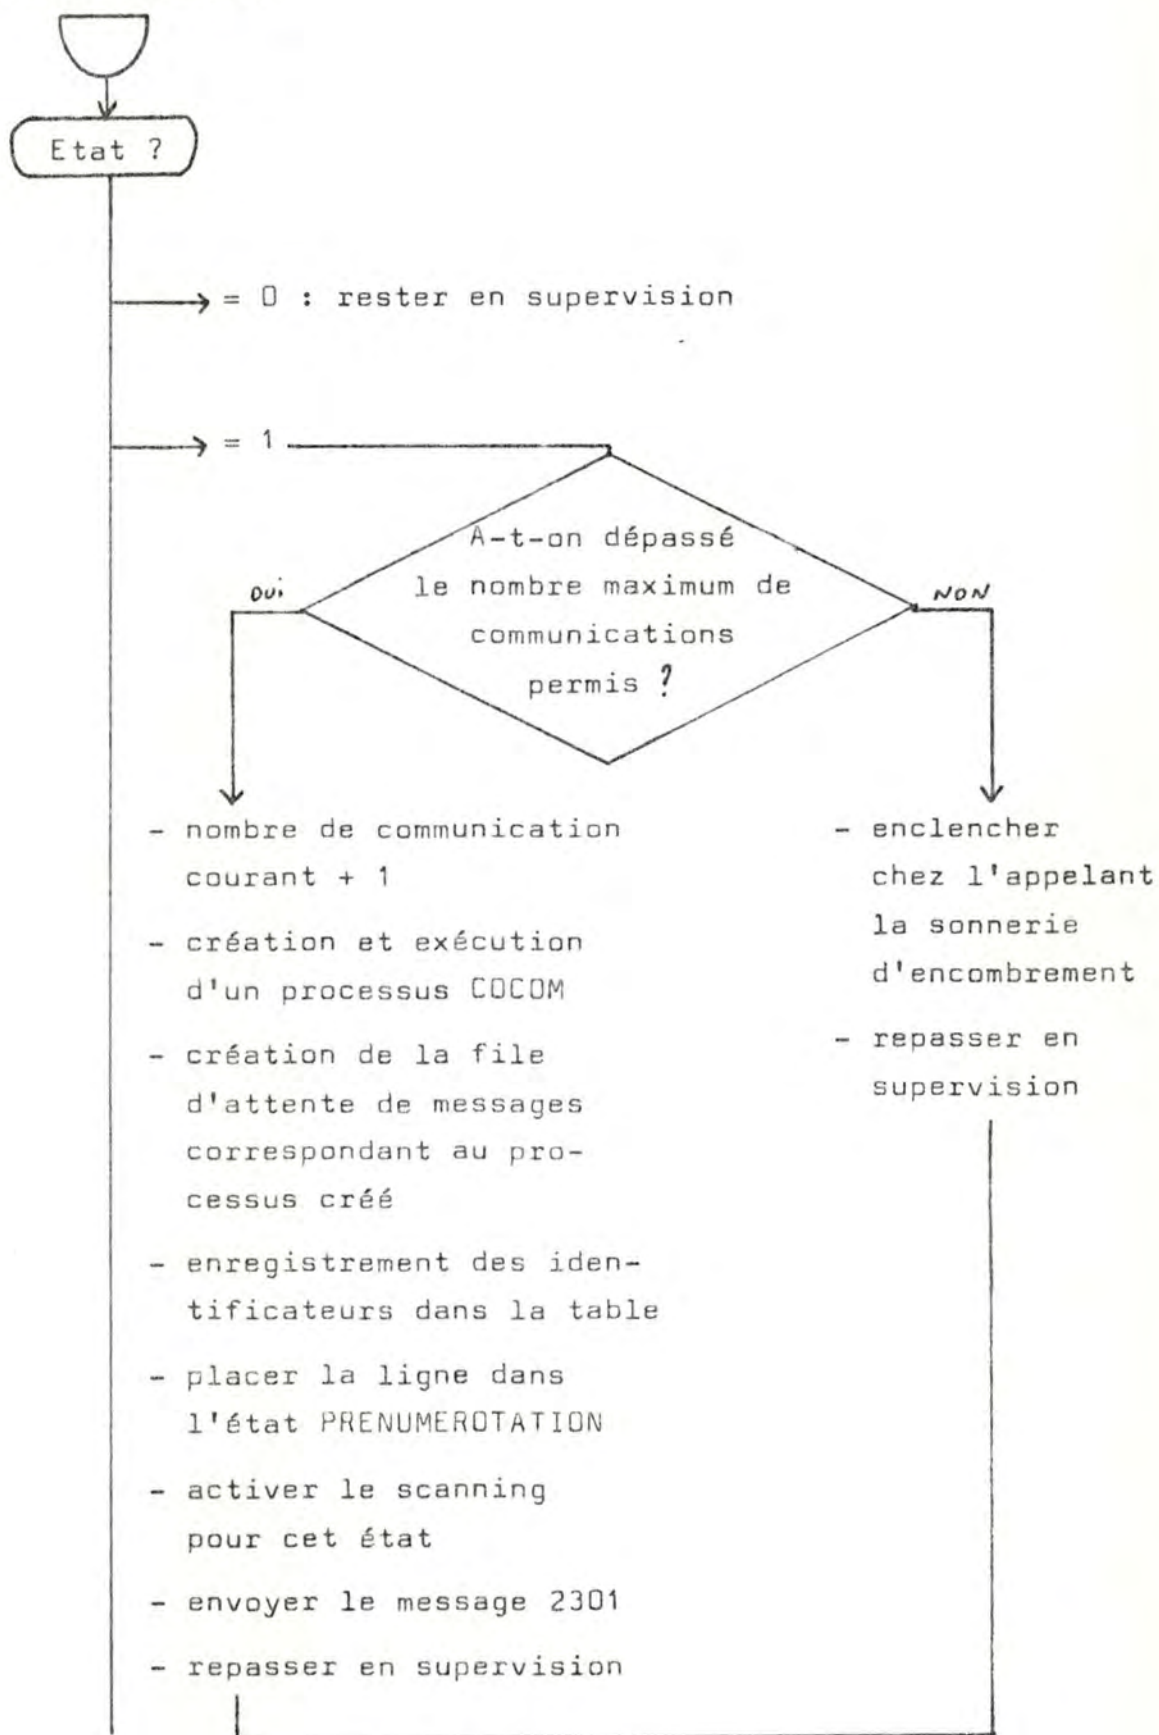 Etat ?
= 0 : rester en supervision
= 1
A-t-on dépassé
le nombre maximum de
communications
permis ?
OUi
NON
- nombre de communication
courant + 1
- création et exécution
d'un processus COCOM
- création de la file
d'attente de messages
correspondant au pro-
cessus créé
- enregistrement des iden-
tificateurs dans la table
- placer la ligne dans
l'état PRENUMEROTATION
- activer le scanning
pour cet état
- envoyer le message 2301
- repasser en supervision
- enclencher
chez l'appelant
la sonnerie
d'encombrement
- repasser en
supervision